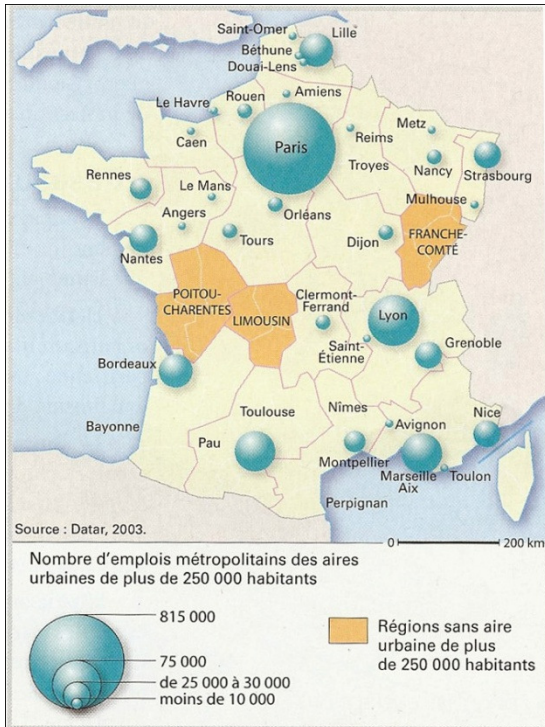 Saint-Omer
Lille
Béthune
Douai-Lens
Amiens
Le Havre
Rouen
Caen
Paris
Reims
Metz
Troyes
Nancy
Strasbourg
Rennes
Le Mans
Mulhouse
Angers
Orléans
FRANCHE-
COMTÉ
Nantes
Tours
Dijon
POITOU-
CHARENTES
LIMOUSIN
Clermont-
Ferrand
Lyon
Saint-
Étienne
Grenoble
Bordeaux
Toulouse
Nîmes
Avignon
Nice
Bayonne
Pau
Montpellier
Marseille
Aix
Toulon
Perpignan
Source : Datar, 2003.
0
200 km
Nombre d'emplois métropolitains des aires
urbaines de plus de 250 000 habitants
815 000
75 000
de 25 000 à 30 000
moins de 10 000
Régions sans aire
urbaine de plus
de 250 000 habitants